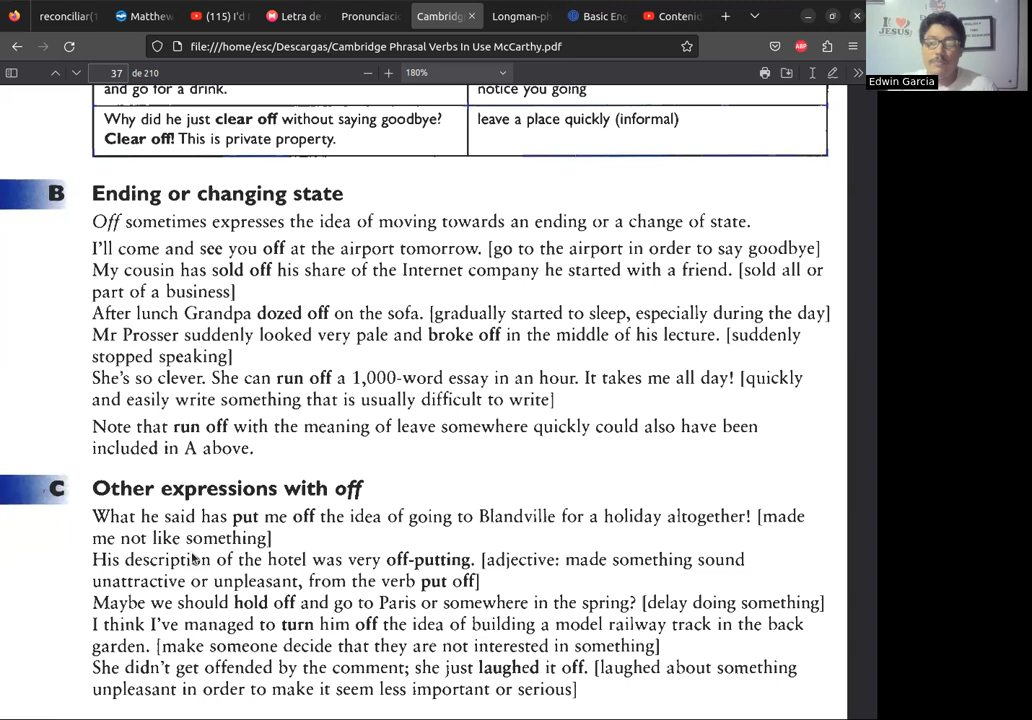 reconciliar(1
Matthew
(115) I'd
Letra de
Pronunciació
Cambridg
Longman-ph
Basic Eng
Contenid
file:///home/esc/Descargas/Cambridge Phrasal Verbs In Use McCarthy.pdf
37 de 210
180%
Edwin Garcia
JESUS
and go for a drink.
notice you going
Why did he just clear off without saying goodbye?
Clear off! This is private property.
leave a place quickly (informal)
B Ending or changing state
Off sometimes expresses the idea of moving towards an ending or a change of state.
I'll come and see you off at the airport tomorrow. [go to the airport in order to say goodbye]
My cousin has sold off his share of the Internet company he started with a friend. [sold all or
part of a business]
After lunch Grandpa dozed off on the sofa. [gradually started to sleep, especially during the day]
Mr Prosser suddenly looked very pale and broke off in the middle of his lecture. [suddenly
stopped speaking]
She's so clever. She can run off a 1,000-word essay in an hour. It takes me all day! [quickly
and easily write something that is usually difficult to write]
Note that run off with the meaning of leave somewhere quickly could also have been
included in A above.
C Other expressions with off
What he said has put me off the idea of going to Blandville for a holiday altogether! [made
me not like something]
His description of the hotel was very off-putting. [adjective: made something sound
unattractive or unpleasant, from the verb put off]
Maybe we should hold off and go to Paris or somewhere in the spring? [delay doing something]
I think I've managed to turn him off the idea of building a model railway track in the back
garden. [make someone decide that they are not interested in something]
She didn't get offended by the comment; she just laughed it off. [laughed about something
unpleasant in order to make it seem less important or serious]